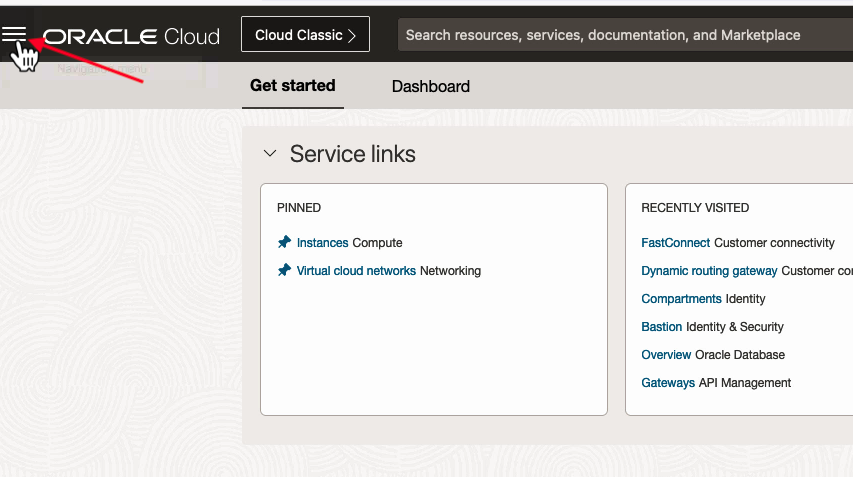 ORACLE Cloud
Cloud Classic
Search resources, services, documentation, and Marketplace
Navigation menu
Get started
Dashboard
Service links
PINNED
Instances Compute
Virtual cloud networks Networking
RECENTLY VISITED
FastConnect Customer connectivity
Dynamic routing gateway Customer
Compartments Identity
Bastion Identity & Security
Overview Oracle Database
Gateways API Management